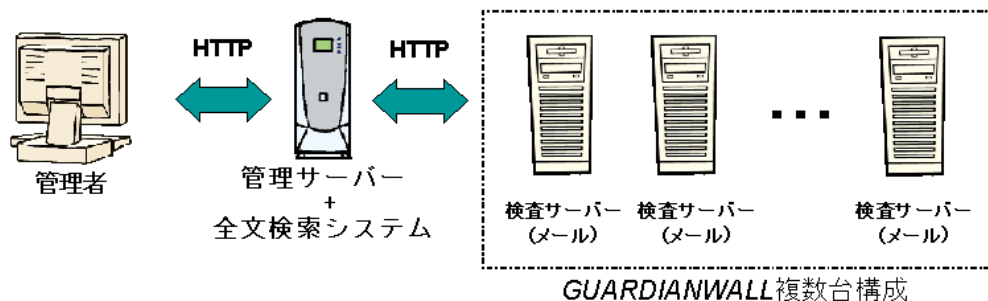 HTTP
HTTP
管理者
管理サーバー
+
全文検索システム
検査サーバー
(メール)
検査サーバー
(メール)
検査サーバー
(メール)
GUARDIANWALL複数台構成